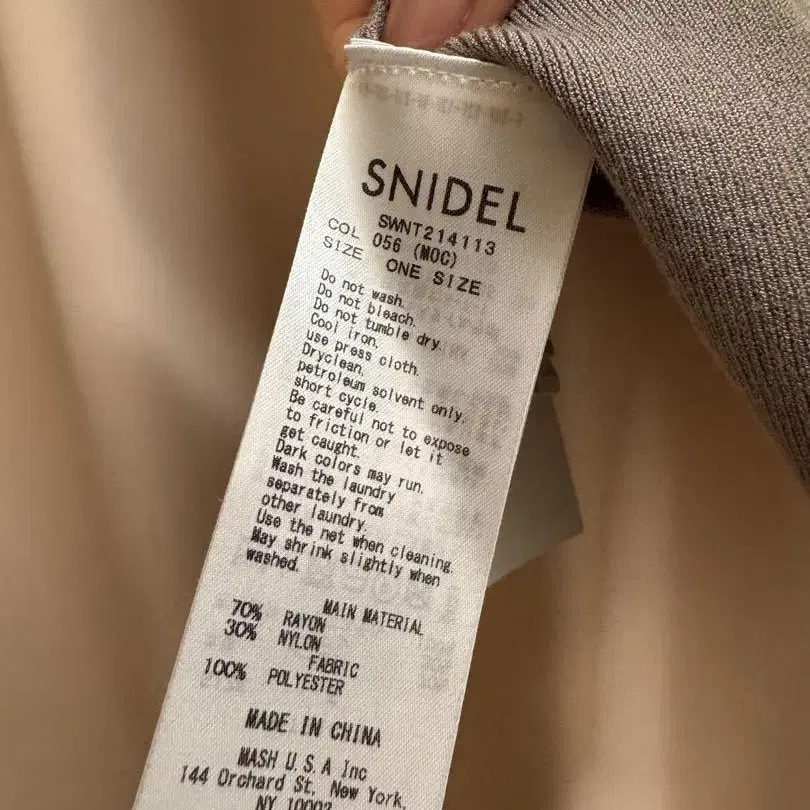 SNIDEL
SWNT214113
COL 056 (MOC)
SIZE ONE SIZE
Do not wash.
Do not bleach.
Do not tumble dry.
Cool iron.
use press cloth.
Dryclean.
petroleum solvent only.
short cycle.
Be careful not to expose
to friction or let it
get caught.
Dark colors may run.
Wash the laundry
separately from
other laundry.
Use the net when cleaning.
May shrink slightly when
washed.
MAIN MATERIAL
70% RAYON
30% NYLON
FABRIC
100% POLYESTER
MADE IN CHINA
MASH U.S.A Inc
144 Orchard St. New York,
NY 10002